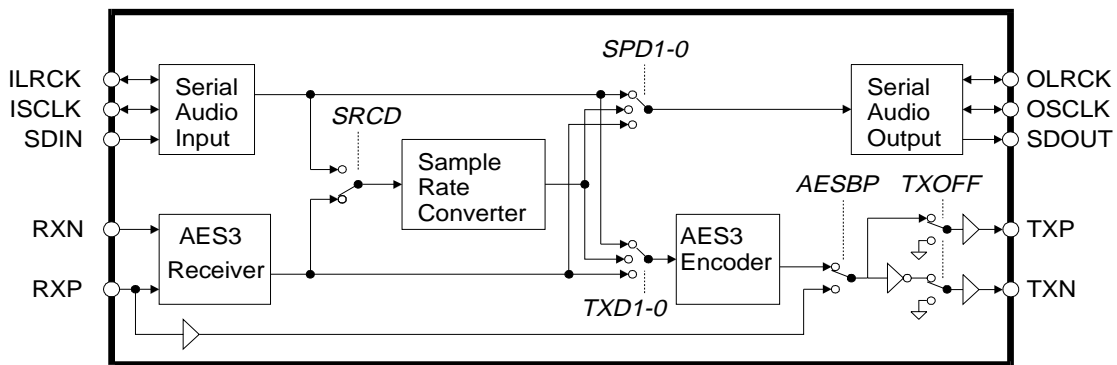 ILRCK
ISCLK
SDIN
RXN
RXP
Serial
Audio
Input
AES3
Receiver
SRCD
Sample
Rate
Converter
SPD1-0
TXD1-0
AES3
Encoder
Serial
Audio
Output
AESBP
TXOFF
OLRCK
OSCLK
SDOUT
TXP
TXN